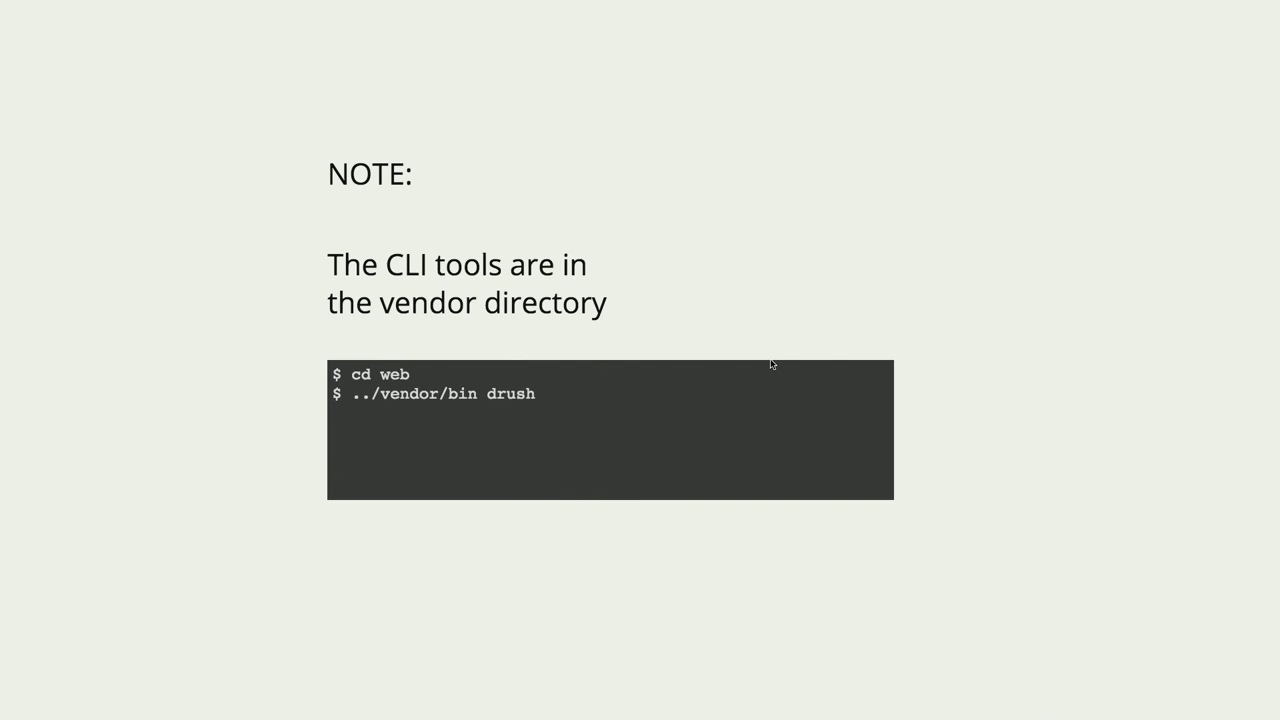 NOTE:
The CLI tools are in
the vendor directory
$ cd web
$ ../vendor/bin drush